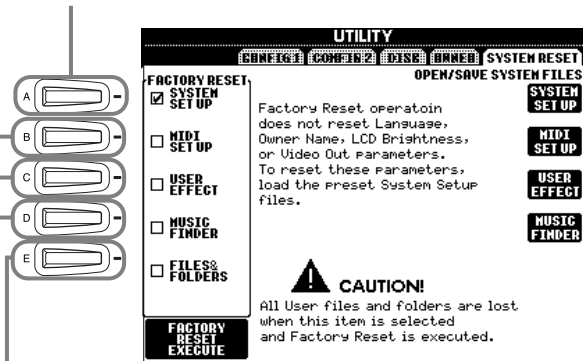 UTILITY
CONFIG 1 CONFIG 2 DISK OWNER SYSTEM RESET
FACTORY RESET
OPEN/SAVE SYSTEM FILES
A
SYSTEM
SET UP
B
MIDI
SET UP
C
USER
EFFECT
D
MUSIC
FINDER
E
FILES&
FOLDERS
FACTORY
RESET
EXECUTE
Factory Reset operatoin
does not reset Language,
Owner Name, LCD Brightness,
or Video Out parameters.
To reset these parameters,
load the preset System Setup
files.
CAUTION!
All User files and folders are lost
when this item is selected
and Factory Reset is executed.
SYSTEM
SET UP
MIDI
SET UP
USER
EFFECT
MUSIC
FINDER